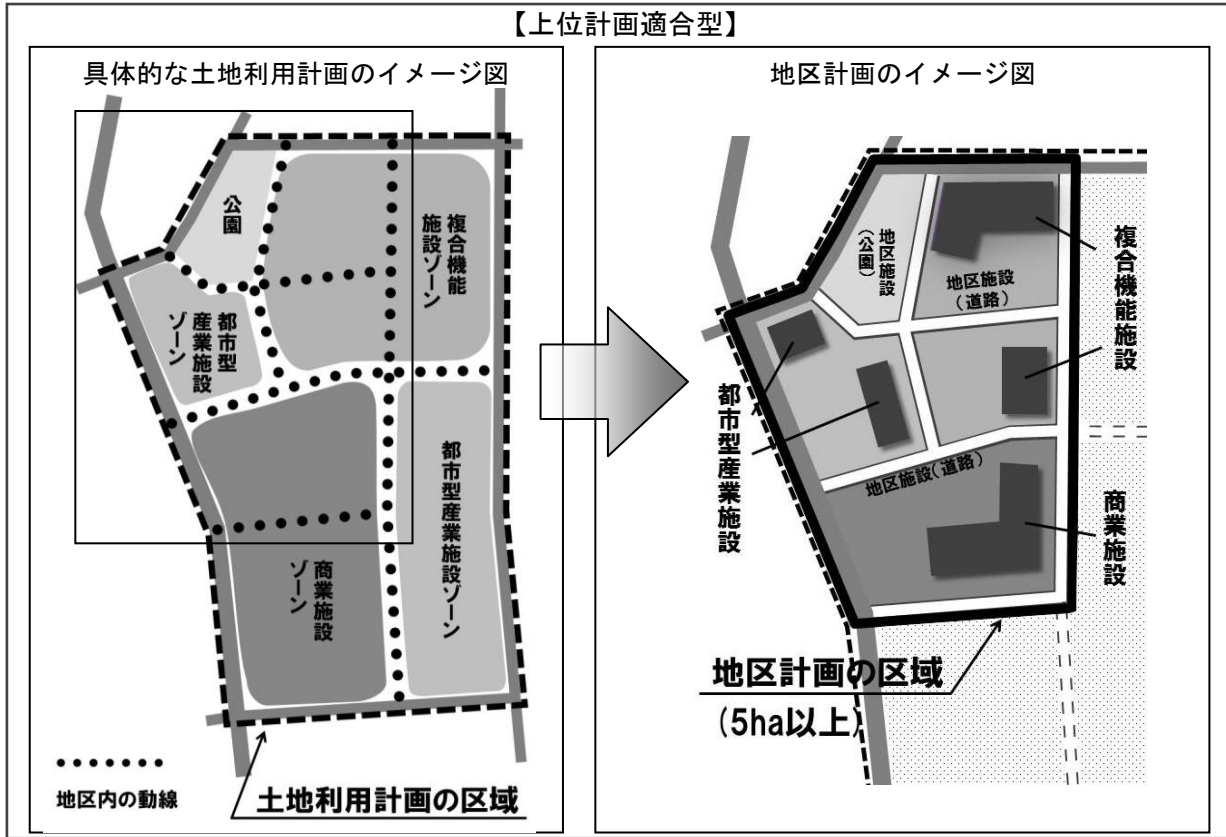 【上位計画適合型】
具体的な土地利用計画のイメージ図
公園
複合機能
施設ゾーン
都市型
産業施設
ゾーン
商業施設
ゾーン
都市型産業施設ゾーン
地区内の動線
土地利用計画の区域
地区計画のイメージ図
地区施設
(公園)
地区施設
(道路)
複合機能施設
都市型産業施設
地区施設(道路)
商業施設
地区計画の区域
(5ha以上)